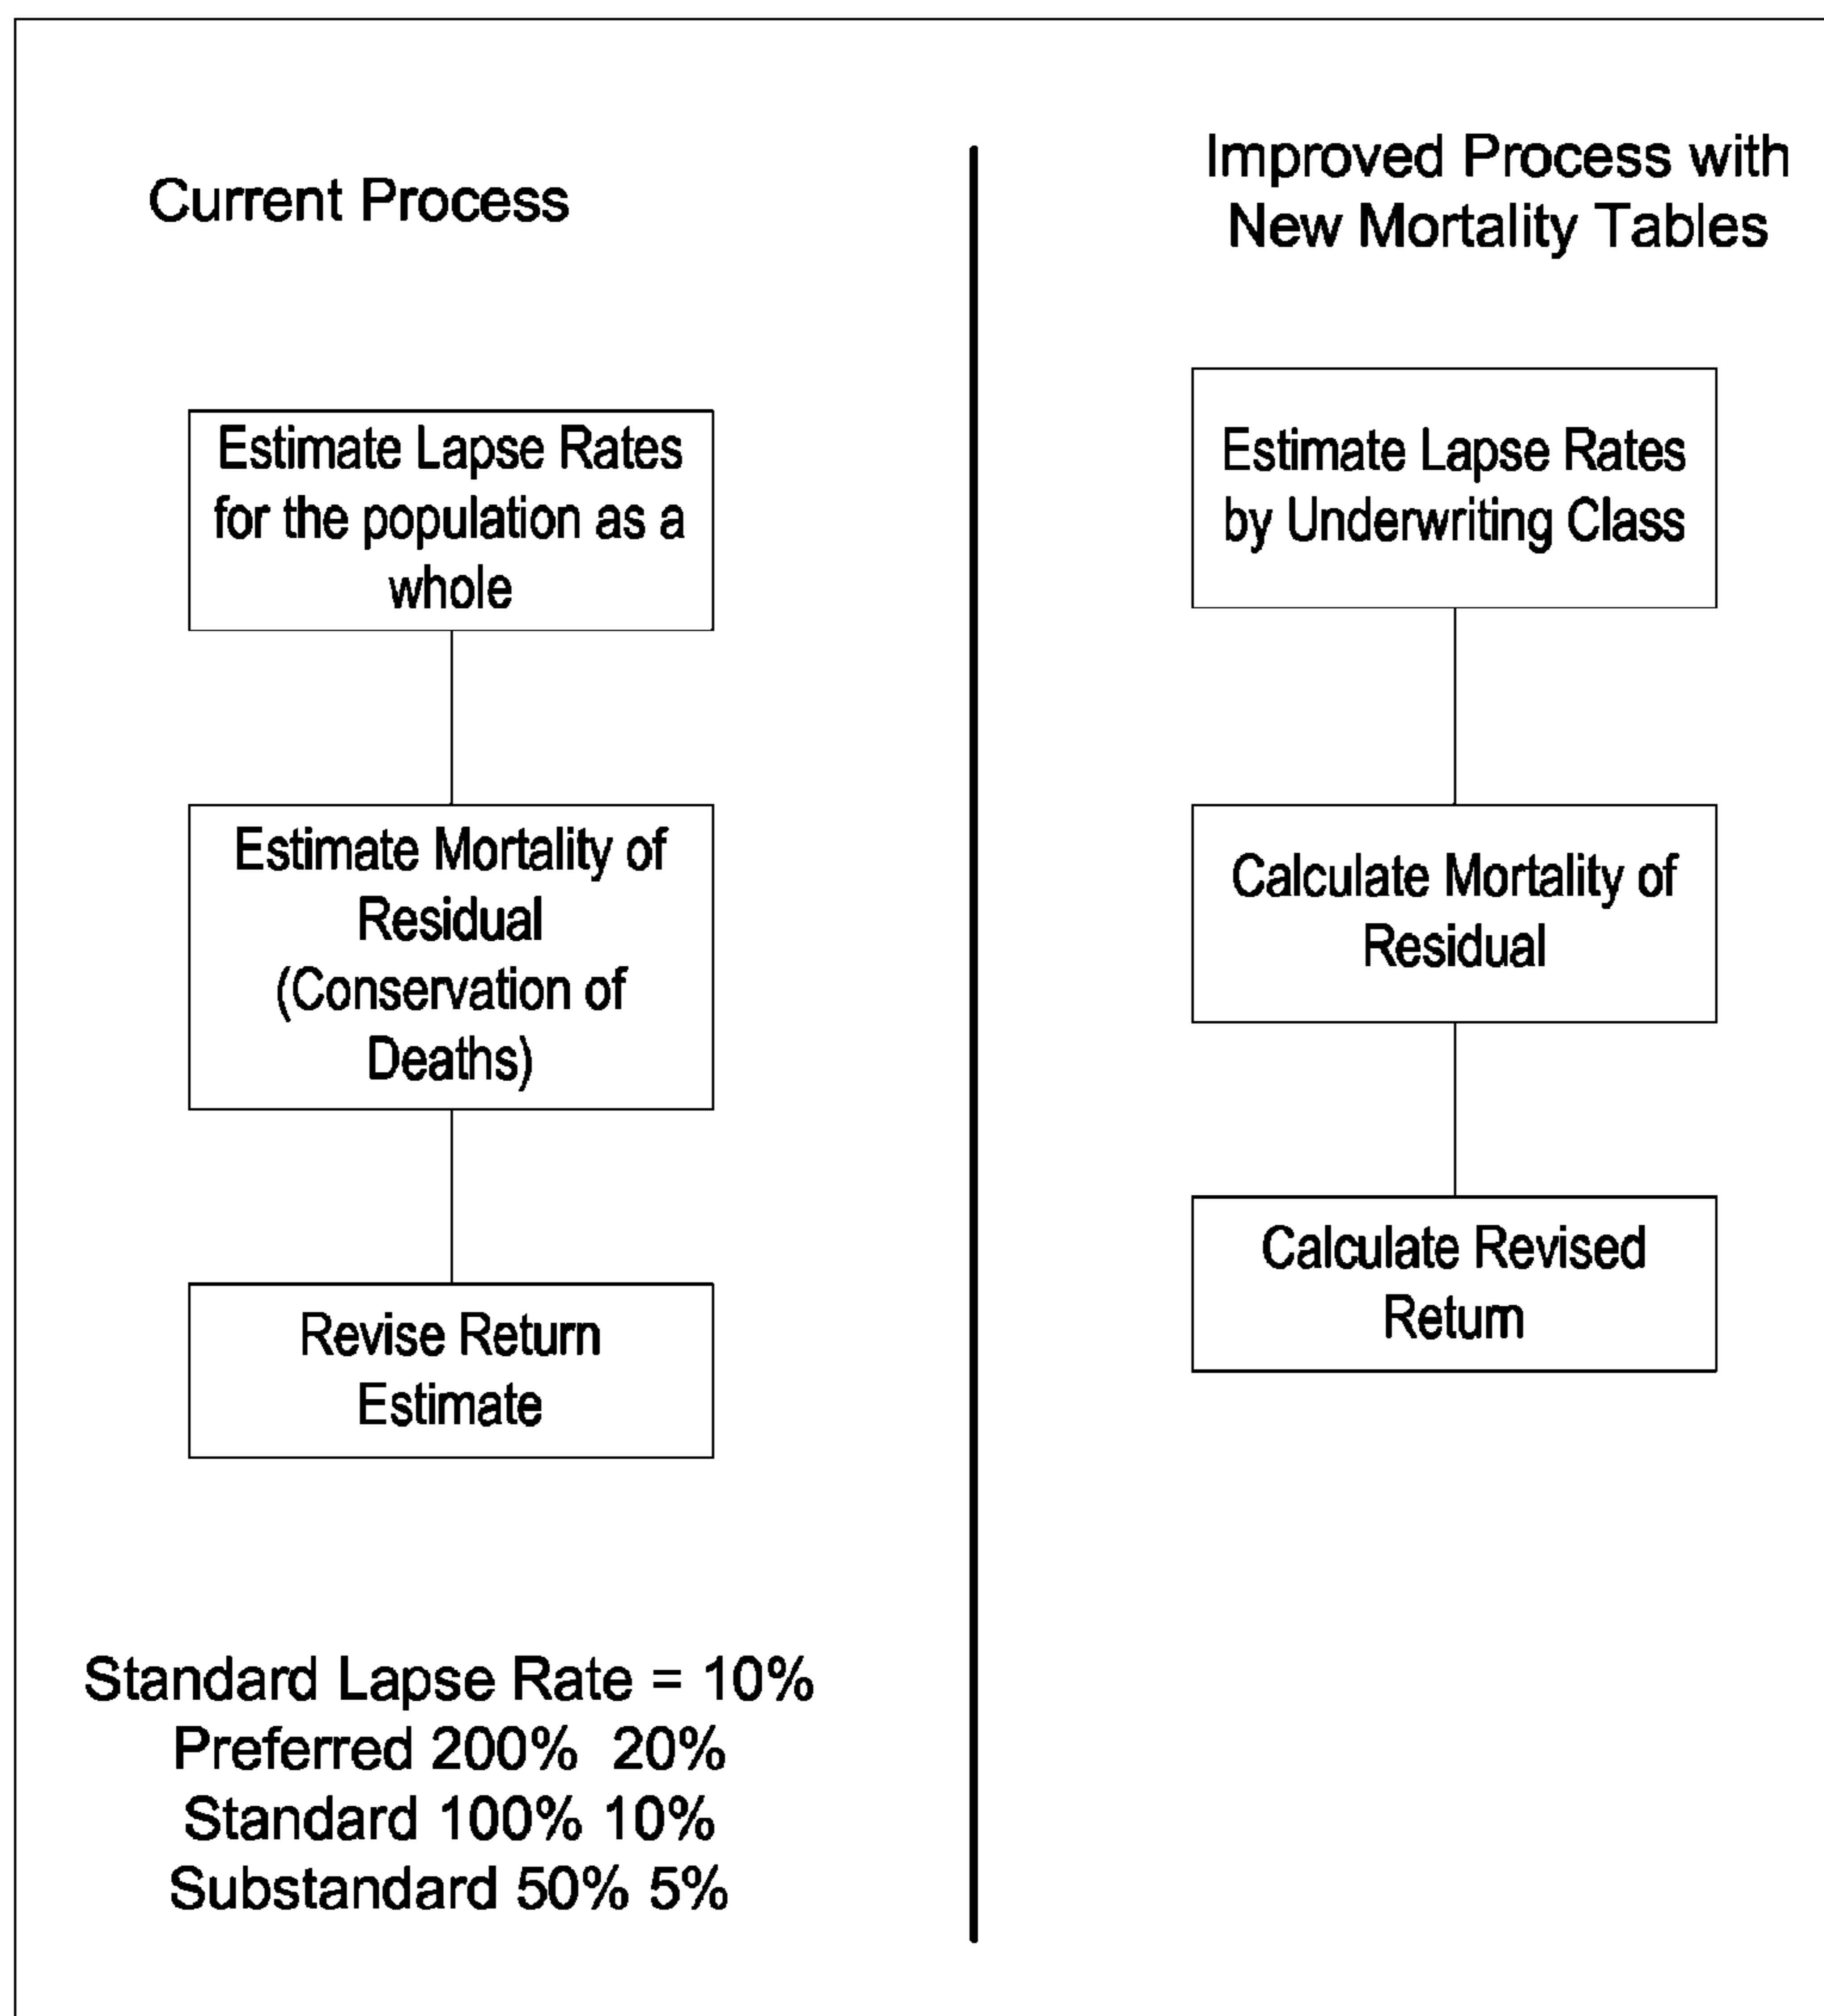 Current Process
Estimate Lapse Rates
for the population as a
whole
Estimate Mortality of
Residual
(Conservation of
Deaths)
Revise Return
Estimate
Standard Lapse Rate = 10%
Preferred 200% 20%
Standard 100% 10%
Substandard 50% 5%
Improved Process with
New Mortality Tables
Estimate Lapse Rates
by Underwriting Class
Calculate Mortality of
Residual
Calculate Revised
Return